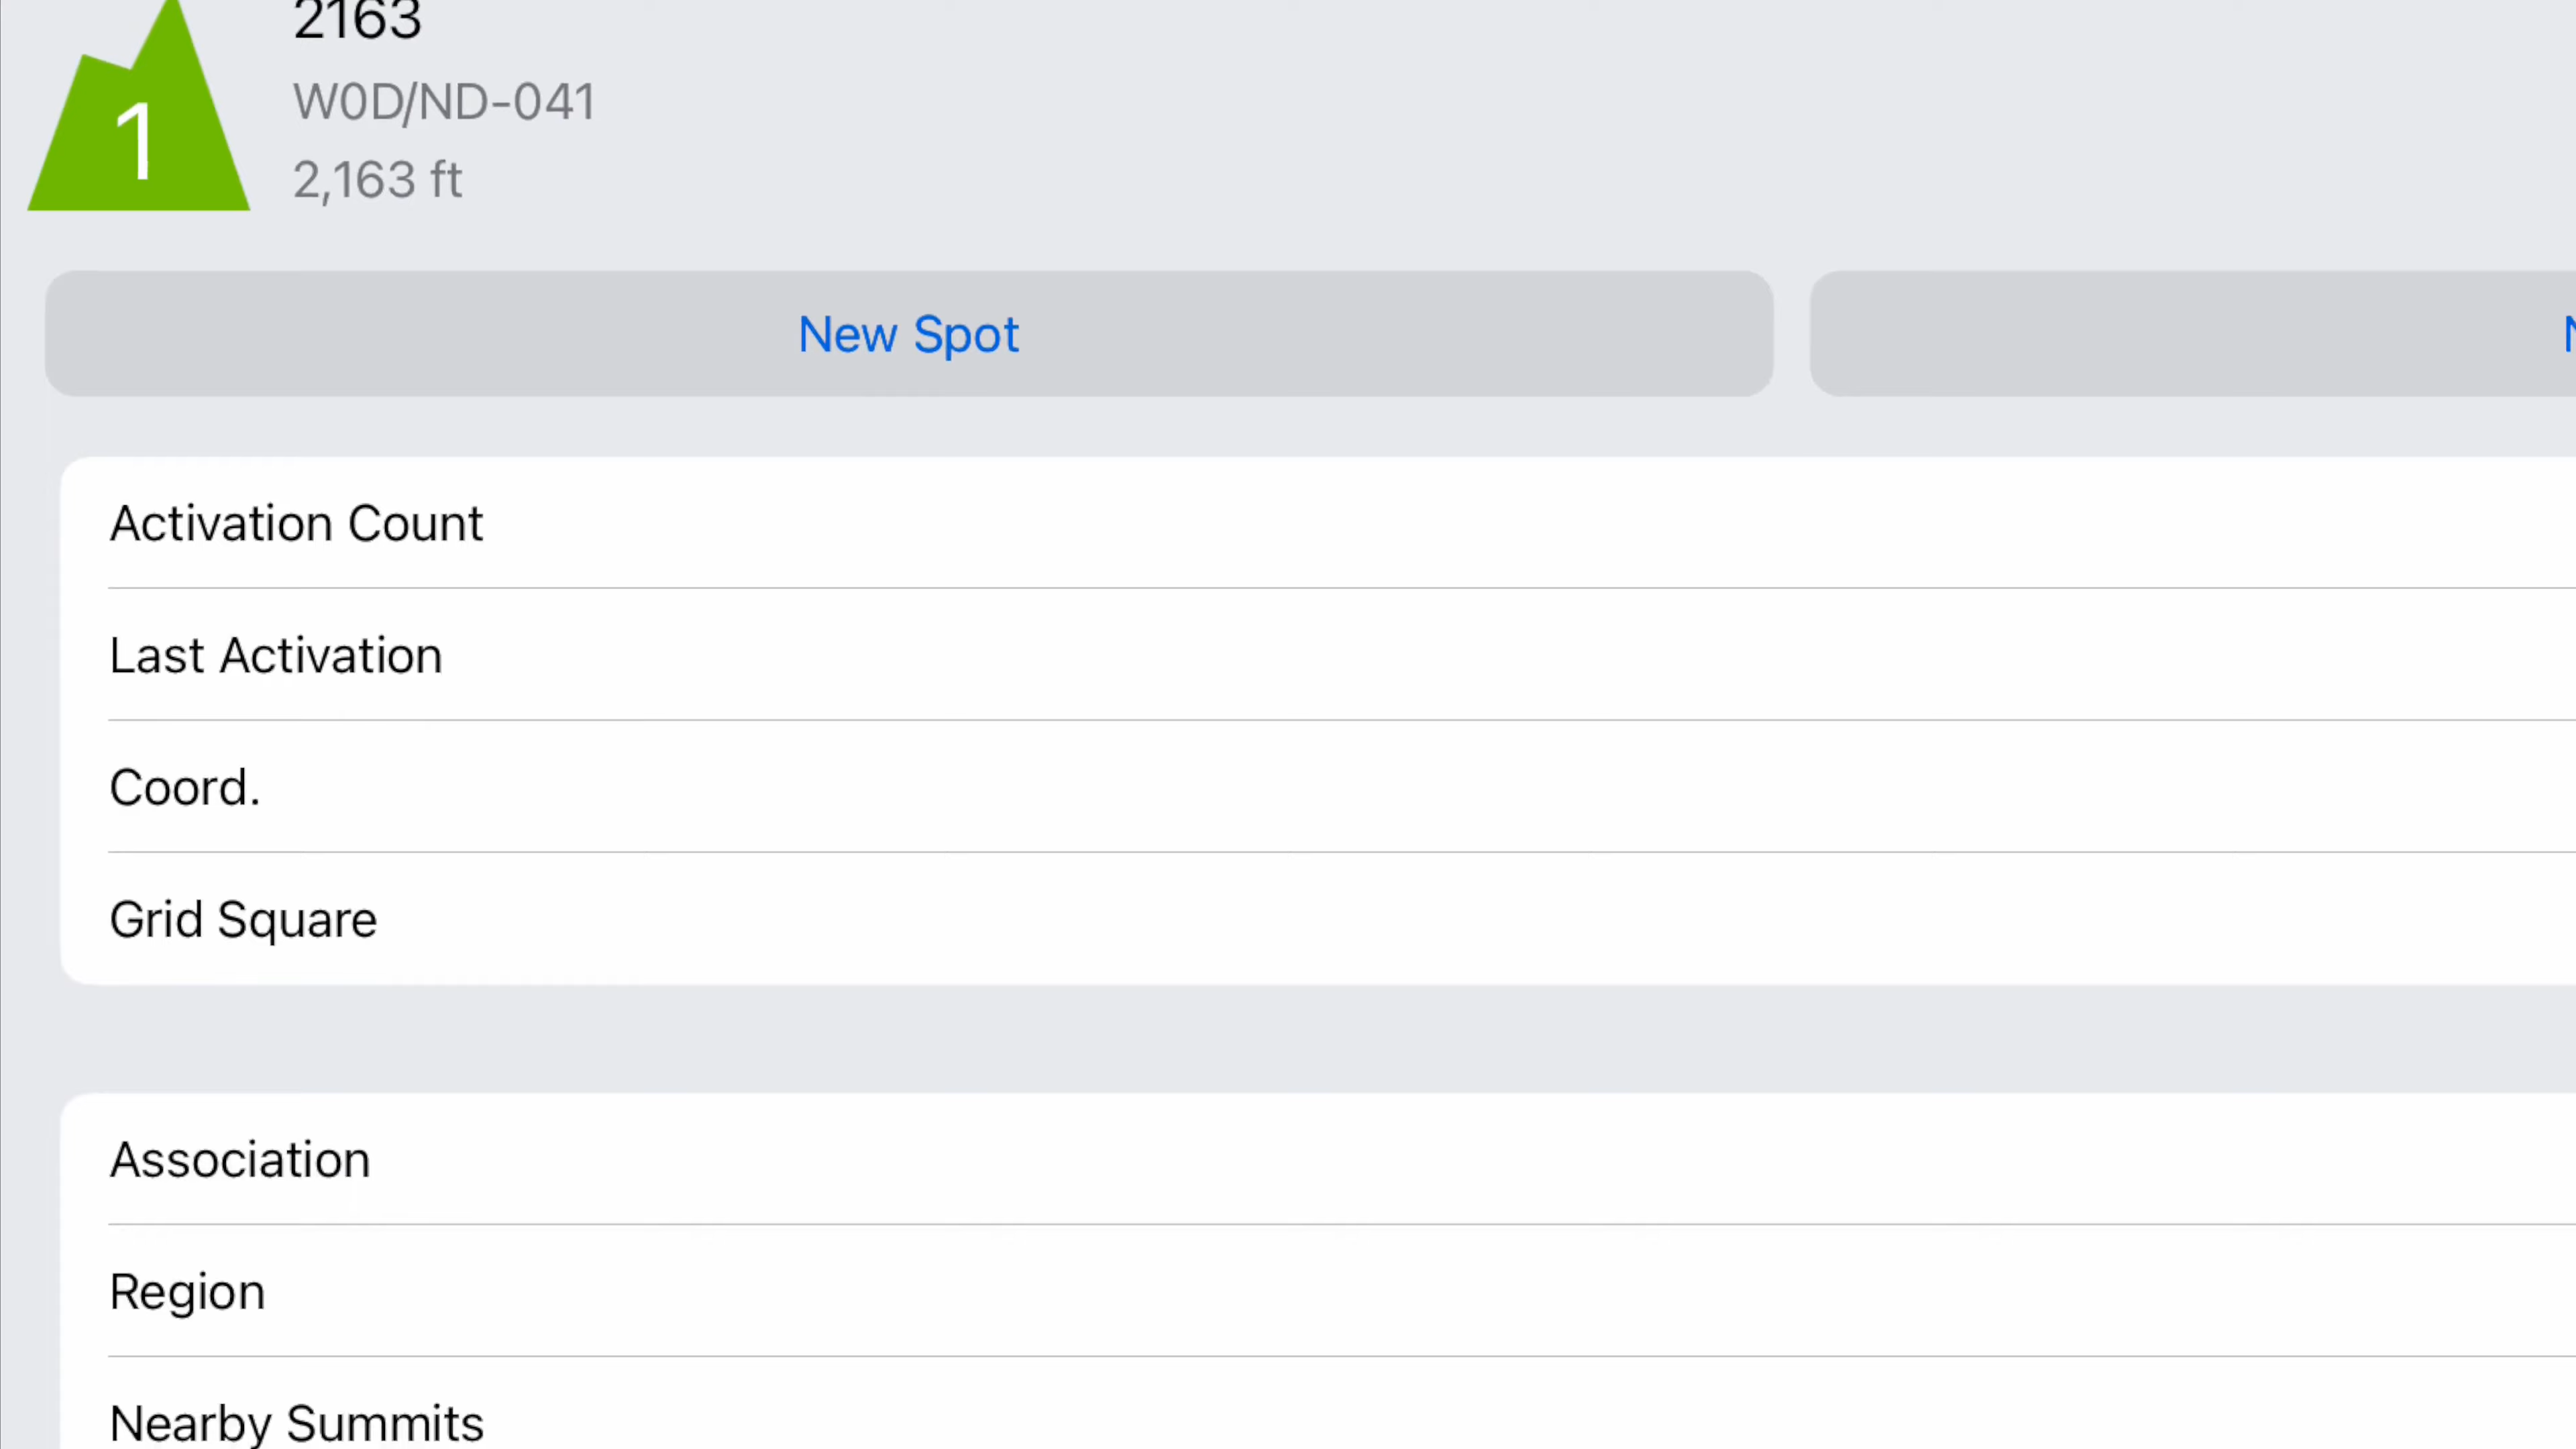 2163
1
W0D/ND-041
2,163 ft
New Spot
Activation Count
Last Activation
Coord.
Grid Square
Association
Region
Nearby Summits